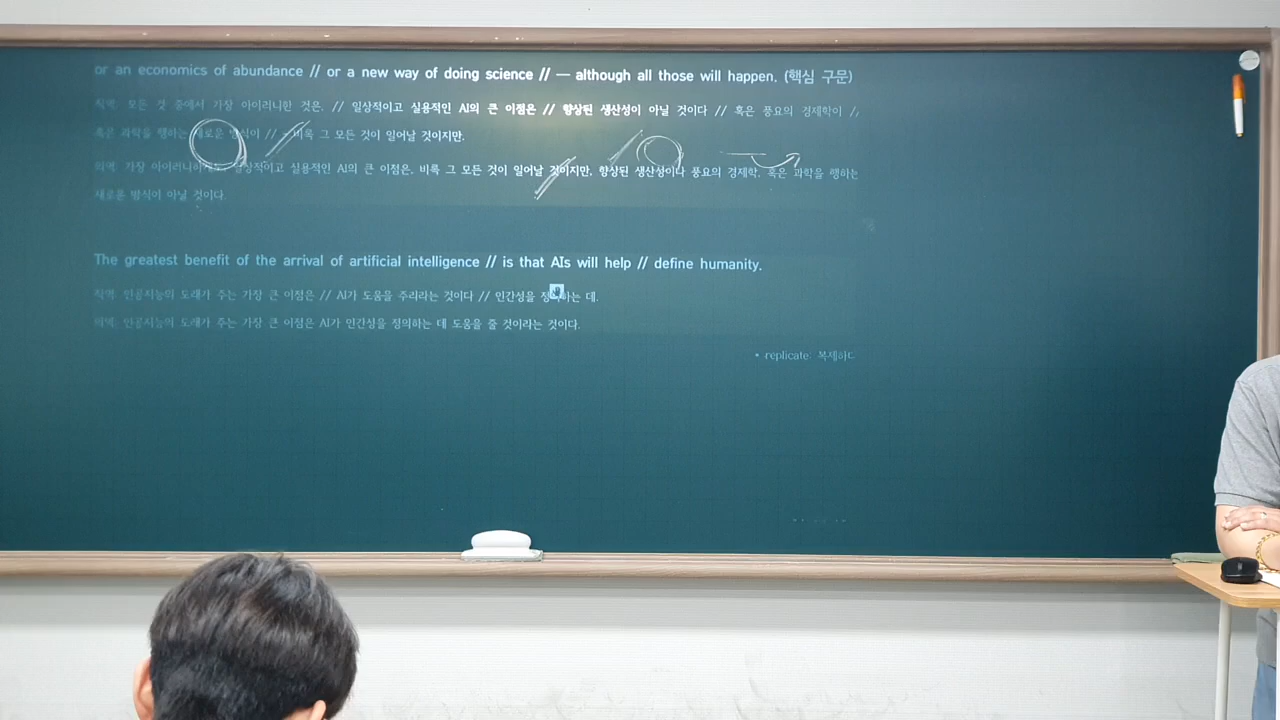 or an economics of abundance // or a new way of doing science // — although all those will happen. (핵심 구문)
직역: 모든 것 중에서 가장 아이러니한 것은, // 일상적이고 실용적인 AI의 큰 이점은 // 향상된 생산성이 아닐 것이다 // 혹은 풍요의 경제학이 //
혹은 과학을 행하는 새로운 방식이 // - 비록 그 모든 것이 일어날 것이지만.
의역: 가장 아이러니하게도 일상적이고 실용적인 AI의 큰 이점은, 비록 그 모든 것이 일어날 것이지만, 향상된 생산성이나 풍요의 경제학, 혹은 과학을 행하는
새로운 방식이 아닐 것이다.
The greatest benefit of the arrival of artificial intelligence // is that AIs will help // define humanity.
직역: 인공지능의 도래가 주는 가장 큰 이점은 // AI가 도움을 주리라는 것이다 // 인간성을 정의하는 데.
의역: 인공지능의 도래가 주는 가장 큰 이점은 AI가 인간성을 정의하는 데 도움을 줄 것이라는 것이다.
• replicate: 복제하다